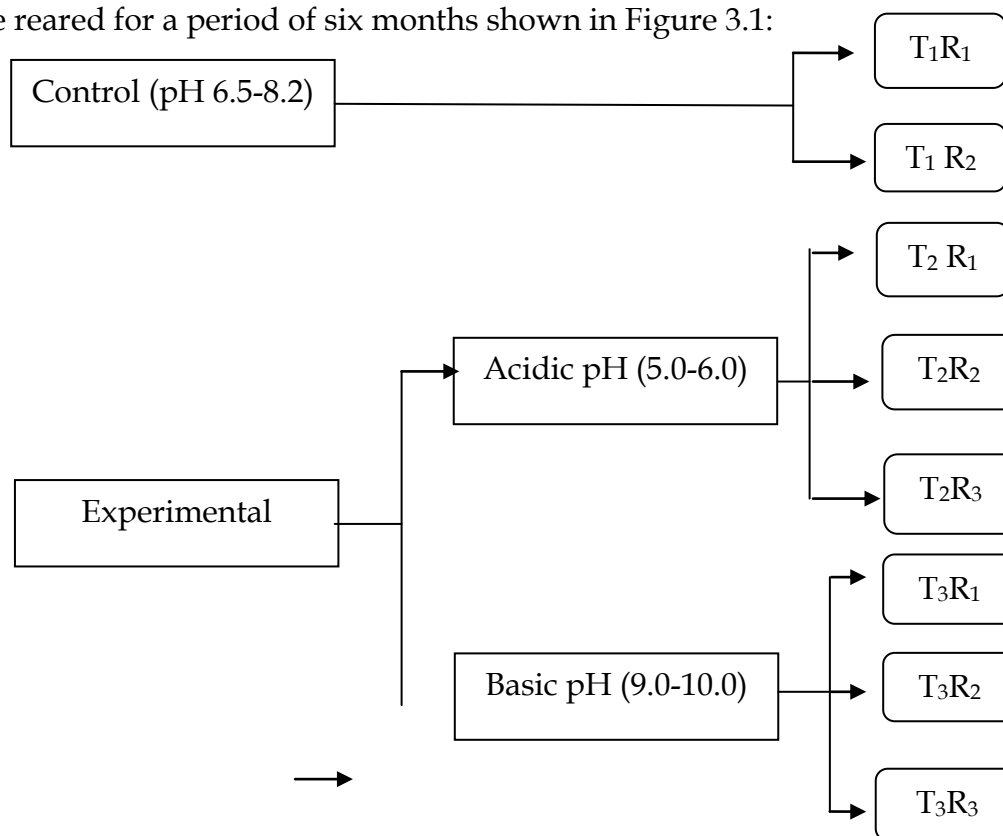 e reared for a period of six months shown in Figure 3.1:
Control (pH 6.5-8.2)
T₁R₁
T₁ R₂
Experimental
Acidic pH (5.0-6.0)
T₂ R₁
T₂R₂
T₂R₃
Basic pH (9.0-10.0)
T₃R₁
T₃R₂
T₃R₃